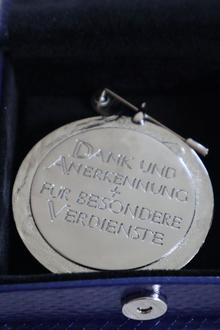 DANK UND
ANERKENNUNG
+
FÜR BESONDERE
VERDIENSTE